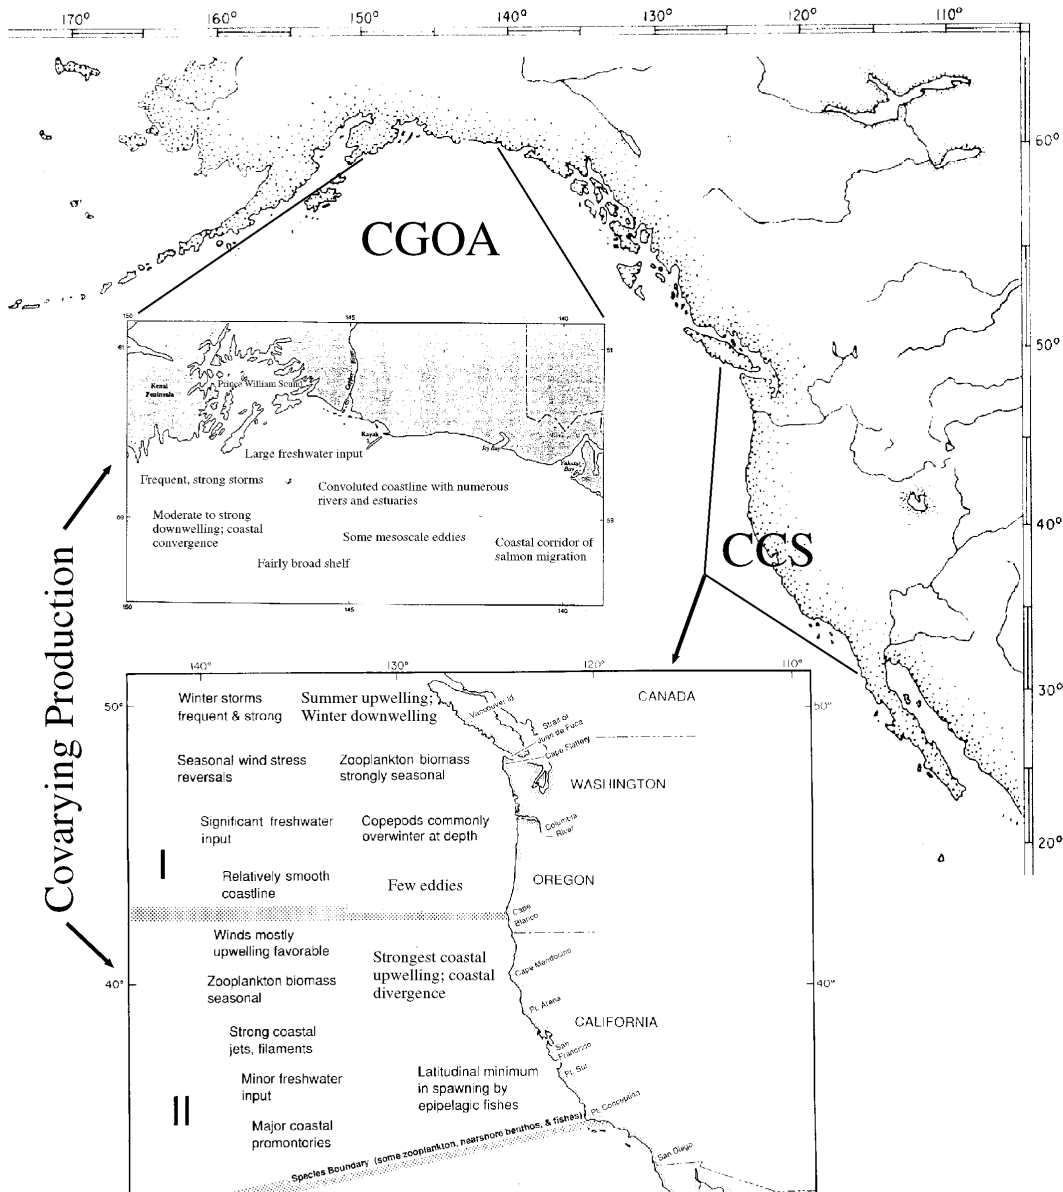 170° 160° 150° 140° 130° 120° 110°
60°
50°
40°
30°
20°
CGOA
CCS
Covarying Production
150 145 140
61 61
Kenai
Peninsula
Prince William Sound
Copper River
Kayak
I.
Icy Bay
Yakutat
Bay
Large freshwater input
Frequent, strong storms
Convoluted coastline with numerous
rivers and estuaries
Moderate to strong
downwelling; coastal
convergence
Some mesoscale eddies
Coastal corridor of
salmon migration
Fairly broad shelf
59
150 145 140
140° 130° 120° 110°
50° 50°
40° 40°
Winter storms
frequent & strong
Summer upwelling;
Winter downwelling
Vancouver Id
Strait of
Juan de Fuca
Cape Flattery
CANADA
Seasonal wind stress
reversals
Zooplankton biomass
strongly seasonal
WASHINGTON
Significant freshwater
input
Copepods commonly
overwinter at depth
Columbia
River
I
Relatively smooth
coastline
Few eddies
OREGON
Cape
Blanco
Winds mostly
upwelling favorable
Strongest coastal
upwelling; coastal
divergence
Cape Mendocino
Zooplankton biomass
seasonal
Pt. Arena
CALIFORNIA
Strong coastal
jets, filaments
San
Francisco
Pt. Sur
Minor freshwater
input
Latitudinal minimum
in spawning by
epipelagic fishes
II
Major coastal
promontories
Pt. Conception
Species Boundary (some zooplankton, nearshore benthos, & fishes)
San Diego